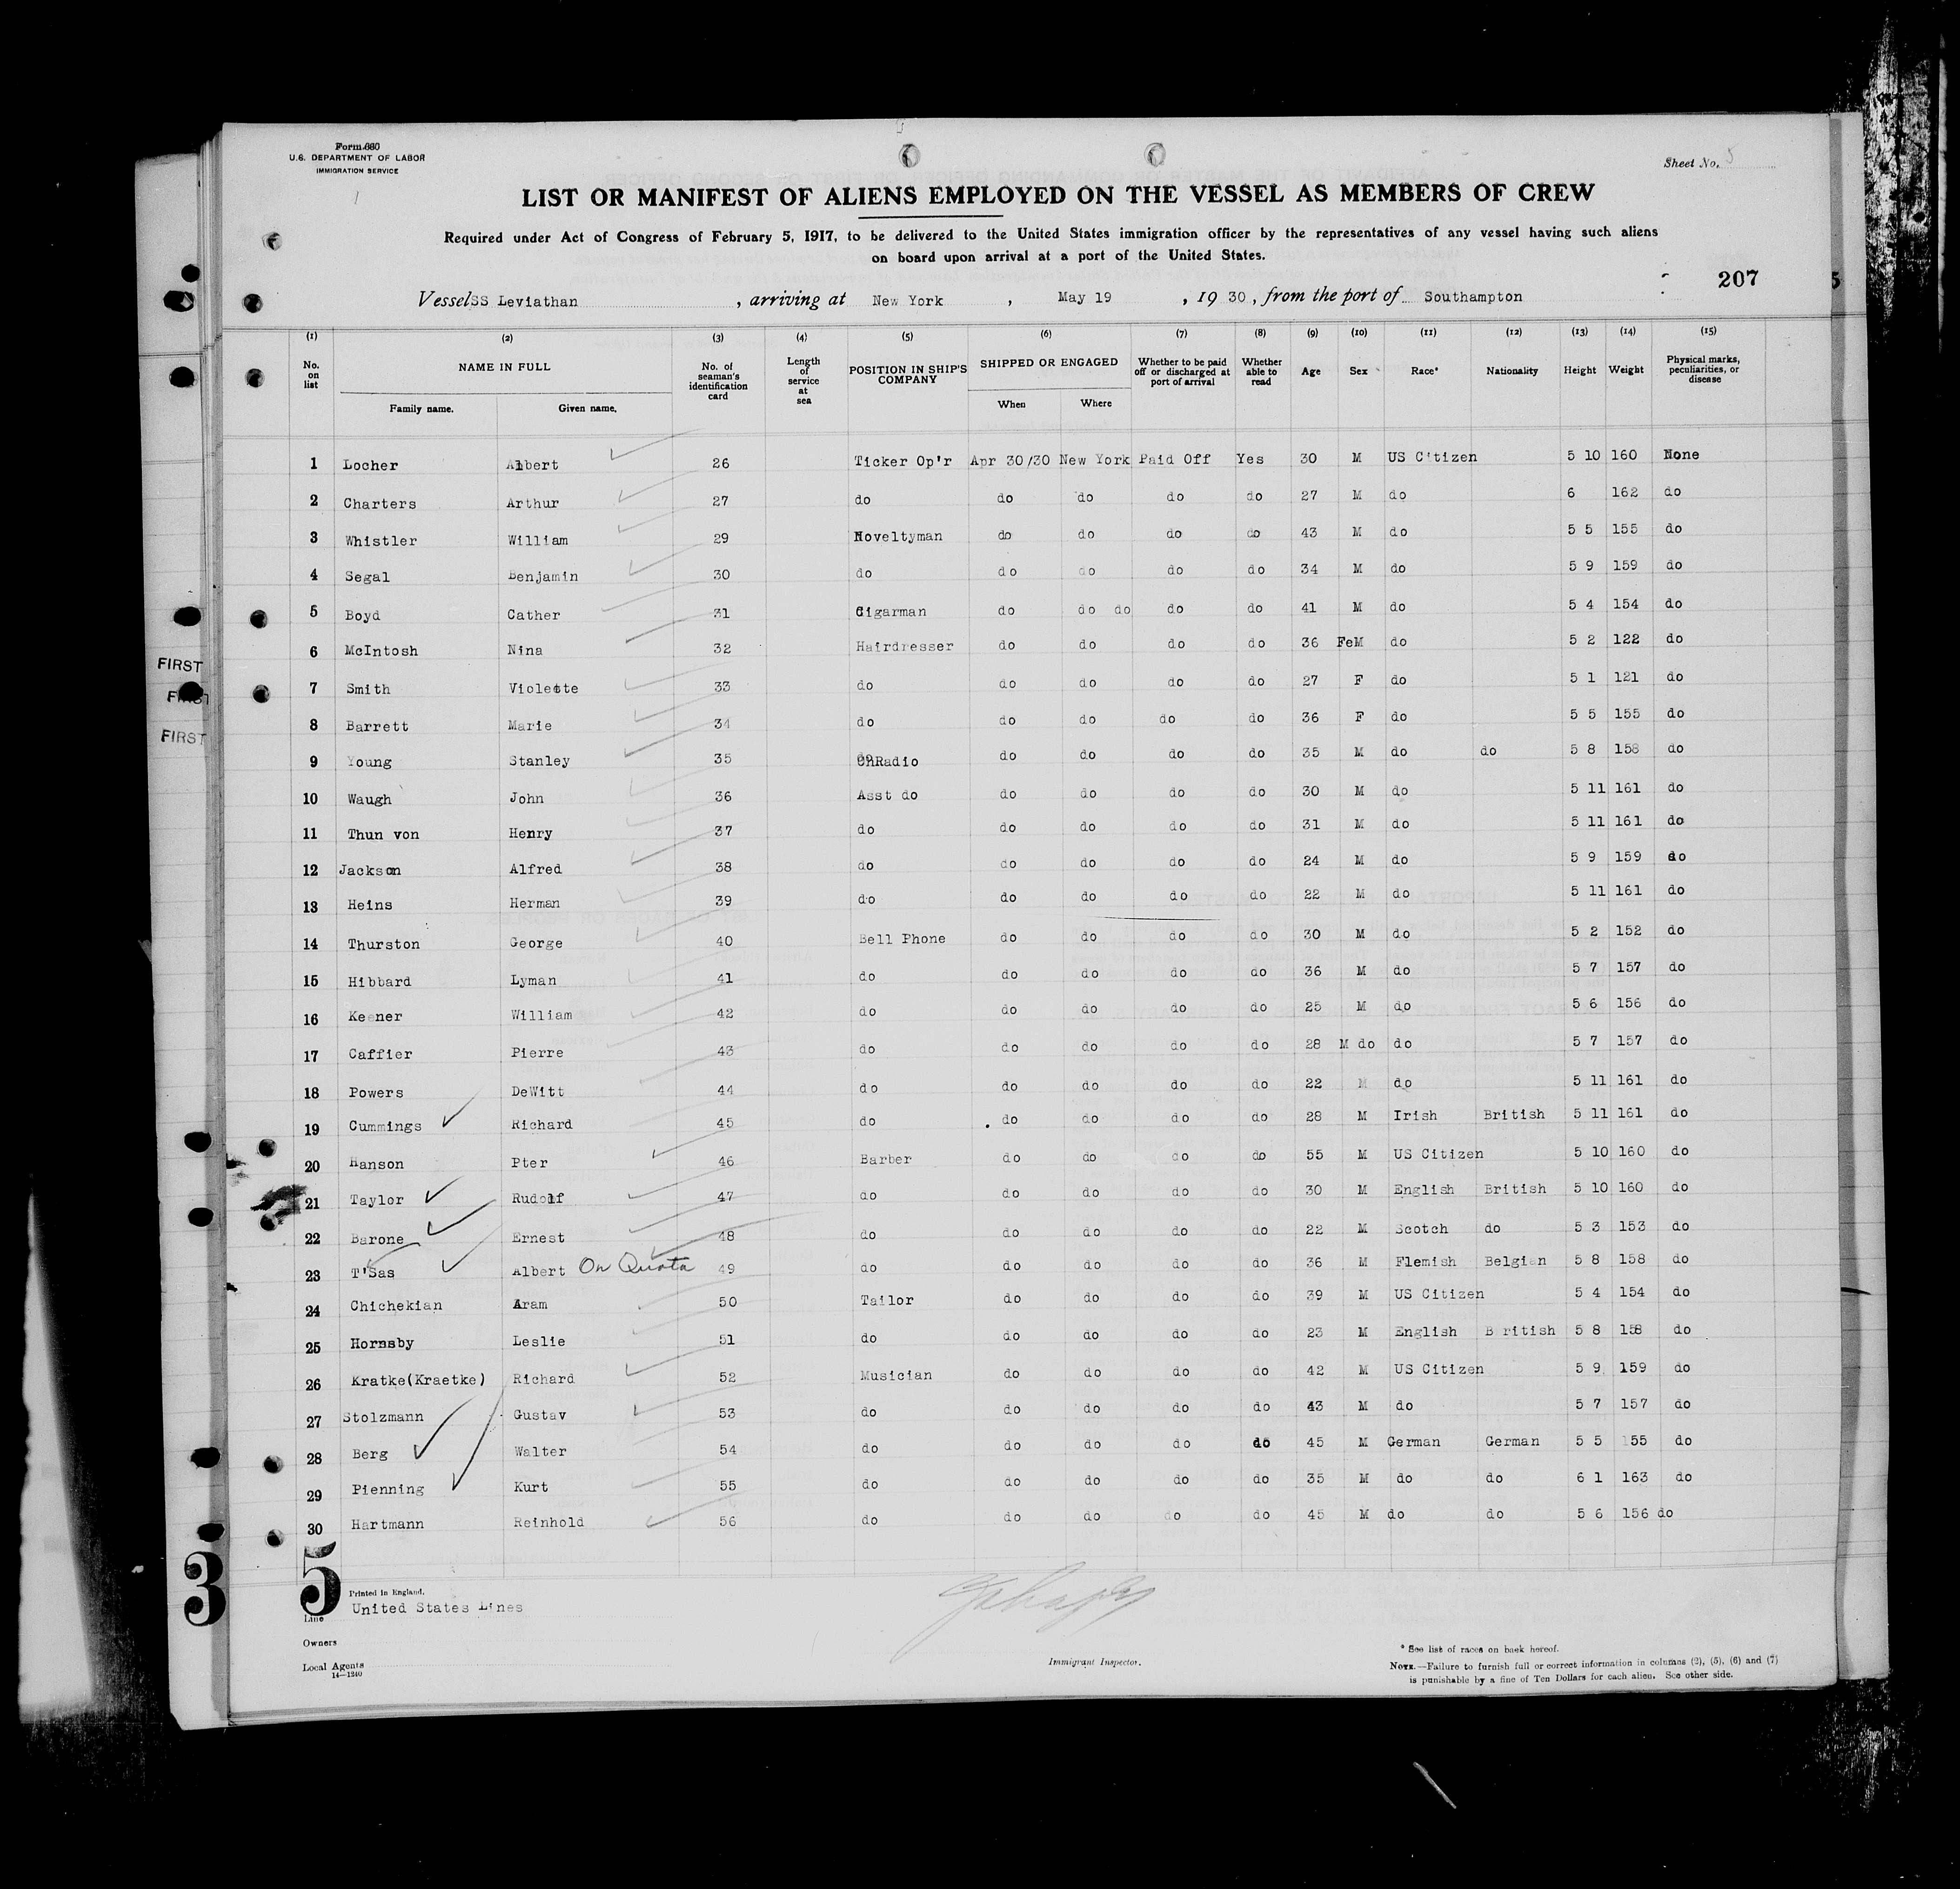 Form 680
U.S. DEPARTMENT OF LABOR
IMMIGRATION SERVICE
Sheet No. 5
LIST OR MANIFEST OF ALIENS EMPLOYED ON THE VESSEL AS MEMBERS OF CREW
Required under Act of Congress of February 5, 1917, to be delivered to the United States immigration officer by the representatives of any vessel having such aliens
on board upon arrival at a port of the United States.
207
Vessel SS Leviathan, arriving at New York, May 19, 1930, from the port of Southampton
(1) (2) (3) (4) (5) (6) (7) (8) (9) (10) (11) (12) (13) (14) (15)
No. on list NAME IN FULL Family name. Given name. No. of seaman's identification card Length of service at sea POSITION IN SHIP'S COMPANY SHIPPED OR ENGAGED When Where Whether to be paid off or discharged at port of arrival Whether able to read Age Sex Race* Nationality Height Weight Physical marks, peculiarities, or disease
1 Locher Albert 26 Ticker Op'r Apr 30/30 New York Paid Off Yes 30 M US Citizen 5 10 160 None
2 Charters Arthur 27 do do do do do 27 M do 6 162 do
3 Whistler William 29 Noveltyman do do do do 43 M do 5 5 155 do
4 Segal Benjamin 30 do do do do do 34 M do 5 9 159 do
5 Boyd Cather 31 Cigarman do do do do do 41 M do 5 4 154 do
6 McIntosh Nina 32 Hairdresser do do do do 36 FeM do 5 2 122 do
7 Smith Violette 33 do do do do do 27 F do 5 1 121 do
8 Barrett Marie 34 do do do do do 36 F do 5 5 155 do
9 Young Stanley 35 ChRadio do do do do 35 M do do 5 8 158 do
10 Waugh John 36 Asst do do do do do 30 M do 5 11 161 do
11 Thun von Henry 37 do do do do do 31 M do 5 11 161 do
12 Jackson Alfred 38 do do do do do 24 M do 5 9 159 do
13 Heins Herman 39 do do do do do 22 M do 5 11 161 do
14 Thurston George 40 Bell Phone do do do do 30 M do 5 2 152 do
15 Hibbard Lyman 41 do do do do do 36 M do 5 7 157 do
16 Keener William 42 do do do do do 25 M do 5 6 156 do
17 Caffier Pierre 43 do do do do do 28 M do do 5 7 157 do
18 Powers DeWitt 44 do do do do do 22 M do 5 11 161 do
19 Cummings Richard 45 do do do do do 28 M Irish British 5 11 161 do
20 Hanson Pter 46 Barber do do do do 55 M US Citizen 5 10 160 do
21 Taylor Rudolf 47 do do do do do 30 M English British 5 10 160 do
22 Barone Ernest 48 do do do do do 22 M Scotch do 5 3 153 do
23 T'Sas Albert On Quota 49 do do do do do 36 M Flemish Belgian 5 8 158 do
24 Chichekian Aram 50 Tailor do do do do 39 M US Citizen 5 4 154 do
25 Hornsby Leslie 51 do do do do do 23 M English British 5 8 158 do
26 Kratke(Kraetke) Richard 52 Musician do do do do 42 M US Citizen 5 9 159 do
27 Stolzmann Gustav 53 do do do do do 43 M do 5 7 157 do
28 Berg Walter 54 do do do do do 45 M German German 5 5 155 do
29 Pienning Kurt 55 do do do do do 35 M do do 6 1 163 do
30 Hartmann Reinhold 56 do do do do do 45 M do do 5 6 156 do
FIRST
FIRST
FIRST
3
5
5
Printed in England.
Line United States Lines
Owners
Local Agents
14—1240
Immigrant Inspector.
* See list of races on back hereof.
NOTE.—Failure to furnish full or correct information in columns (2), (5), (6) and (7)
is punishable by a fine of Ten Dollars for each alien. See other side.